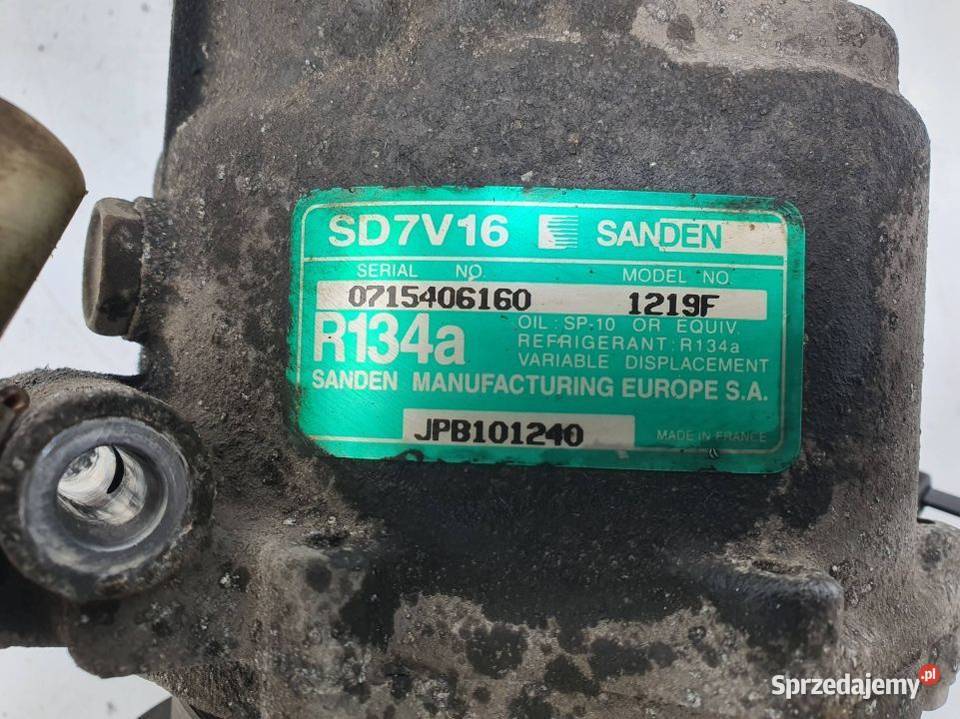 SD7V16 SANDEN
SERIAL NO. MODEL NO
0715406160 1219F
R134a
OIL : SP-10 OR EQUIV.
REFRIGERANT : R134a
VARIABLE DISPLACEMENT
SANDEN MANUFACTURING EUROPE S.A.
JPB101240 MADE IN FRANCE
Sprzedajemy.pl